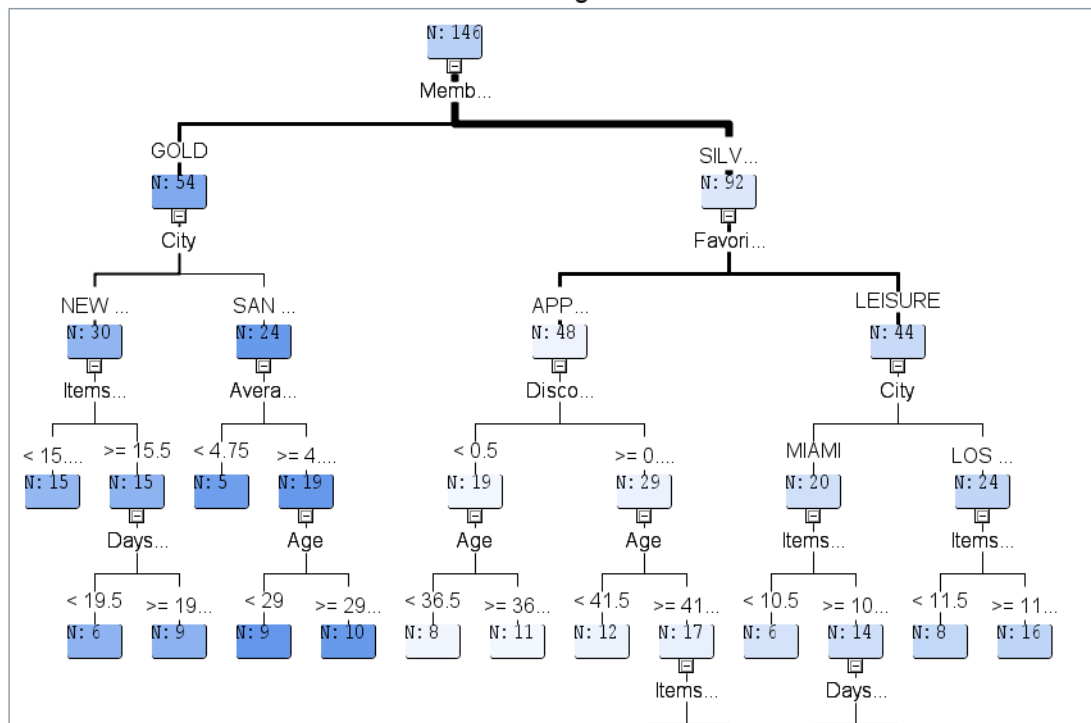 g
N: 146
Memb...
GOLD
SILV...
N: 54
N: 92
City
Favori...
NEW ...
SAN ...
APP...
LEISURE
N: 30
N: 24
N: 48
N: 44
Items...
Avera...
Disco...
City
< 15....
>= 15.5
< 4.75
>= 4....
< 0.5
>= 0....
MIAMI
LOS ...
N: 15
N: 15
N: 5
N: 19
N: 19
N: 29
N: 20
N: 24
Days...
Age
Age
Age
Items...
Items...
< 19.5
>= 19...
< 29
>= 29...
< 36.5
>= 36...
< 41.5
>= 41...
< 10.5
>= 10...
< 11.5
>= 11...
N: 6
N: 9
N: 9
N: 10
N: 8
N: 11
N: 12
N: 17
N: 6
N: 14
N: 8
N: 16
Items...
Days...